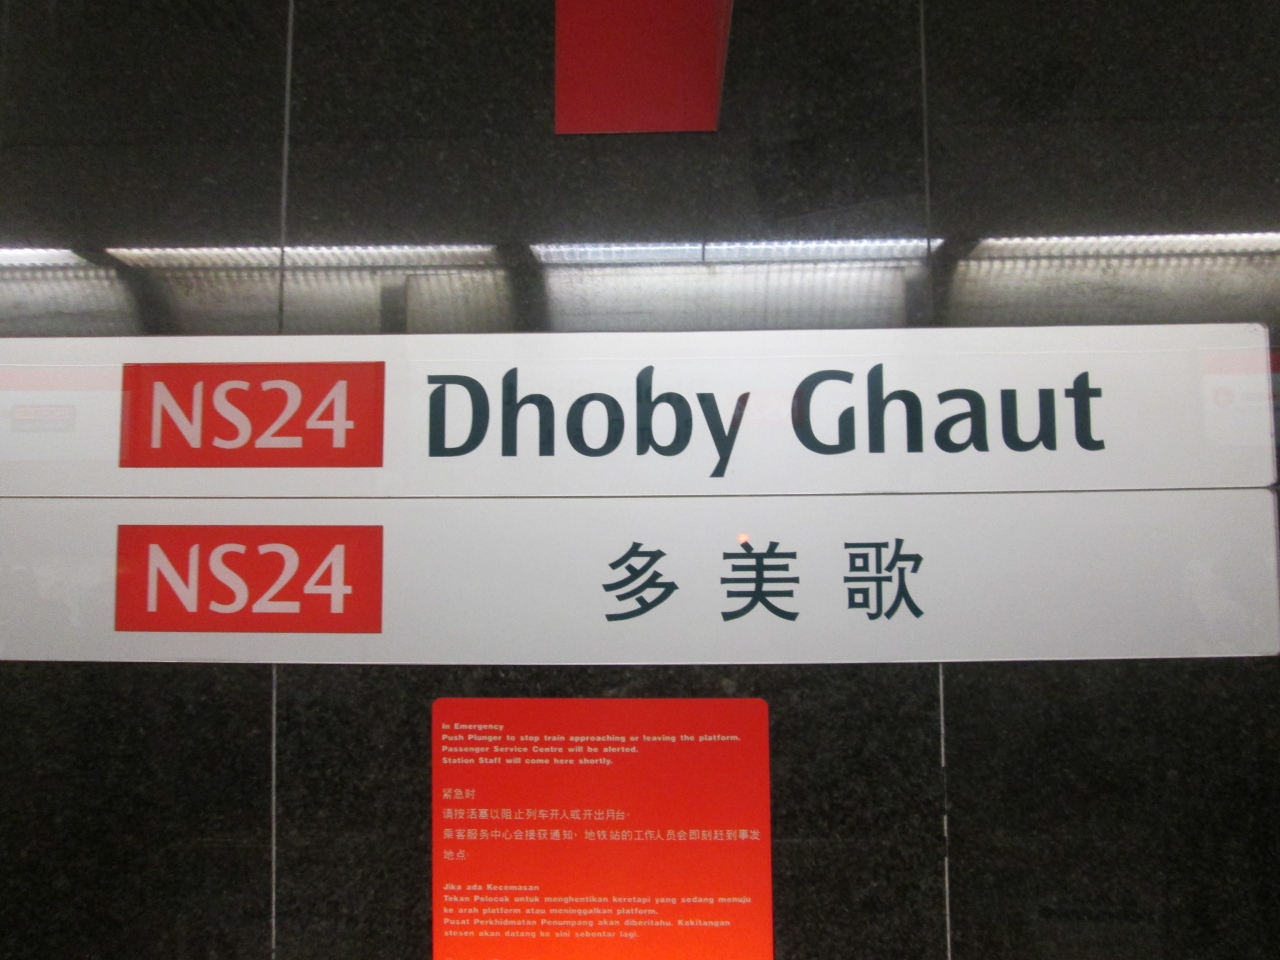 NS24 Dhoby Ghaut
NS24 多美歌
In Emergency
Push Plunger to stop train approaching or leaving the platform.
Passenger Service Centre will be alerted.
Station Staff will come here shortly.
紧急时
请按活塞以阻止列车开入或开出月台。
乘客服务中心会接获通知。地铁站的工作人员会即刻赶到事发
地点。
Jika ada Kecemasan
Tekan Pelocok untuk menghentikan keretapi yang sedang menuju
ke arah platform atau meninggalkan platform.
Pusat Perkhidmatan Penumpang akan diberitahu. Kakitangan
stesen akan datang ke sini sebentar lagi.